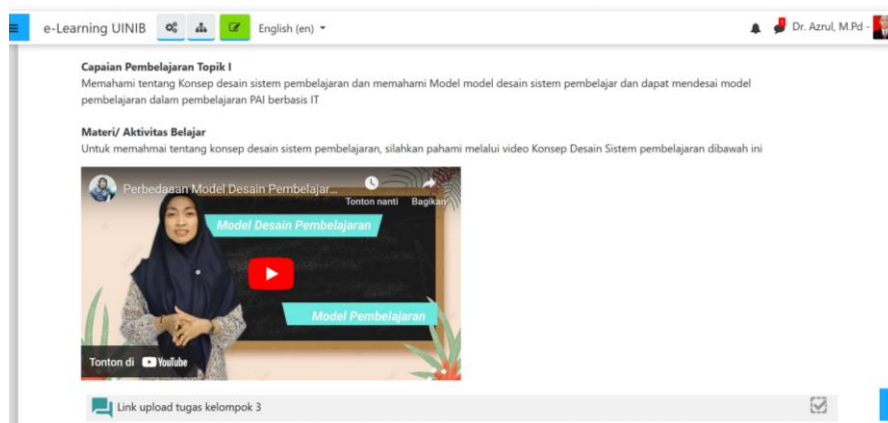 e-Learning UINIB English (en) Dr. Azrul, M.Pd -
Capaian Pembelajaran Topik I
Memahami tentang Konsep desain sistem pembelajaran dan memahami Model model desain sistem pembelajar dan dapat mendesai model
pembelajaran dalam pembelajaran PAI berbasis IT
Materi/ Aktivitas Belajar
Untuk memahmai tentang konsep desain sistem pembelajaran, silahkan pahami melalui video Konsep Desain Sistem pembelajaran dibawah ini
Perbedaaan Model Desain Pembelajar...
Tonton nanti Bagikan
Model Desain Pembelajaran
Model Pembelajaran
Tonton di YouTube
Link upload tugas kelompok 3